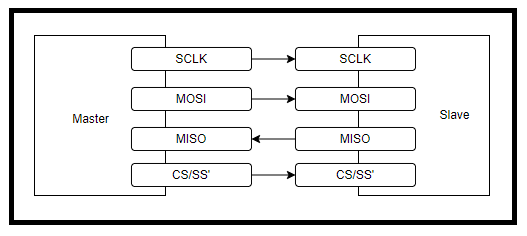 SCLK
SCLK
MOSI
MOSI
Master
Slave
MISO
MISO
CS/SS'
CS/SS'